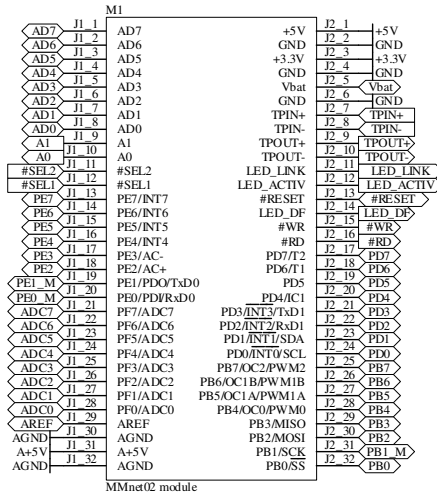 M1
AD7 J1_1 AD7 +5V J2_1 +5V
AD6 J1_2 AD6 GND J2_2 GND
AD5 J1_3 AD5 +3.3V J2_3 +3.3V
AD4 J1_4 AD4 GND J2_4 GND
AD3 J1_5 AD3 Vbat J2_5 Vbat
AD2 J1_6 AD2 GND J2_6 GND
AD1 J1_7 AD1 TPIN+ J2_7 TPIN+
AD0 J1_8 AD0 TPIN- J2_8 TPIN-
A1 J1_9 A1 TPOUT+ J2_9 TPOUT+
A0 J1_10 A0 TPOUT- J2_10 TPOUT-
#SEL2 J1_11 #SEL2 LED_LINK J2_11 LED_LINK
#SEL1 J1_12 #SEL1 LED_ACTIV J2_12 LED_ACTIV
PE7 J1_13 PE7/INT7 #RESET J2_13 #RESET
PE6 J1_14 PE6/INT6 LED_DF J2_14 LED_DF
PE5 J1_15 PE5/INT5 #WR J2_15 #WR
PE4 J1_16 PE4/INT4 #RD J2_16 #RD
PE3 J1_17 PE3/AC- PD7/T2 J2_17 PD7
PE2 J1_18 PE2/AC+ PD6/T1 J2_18 PD6
PE1_M J1_19 PE1/PDO/TxD0 PD5 J2_19 PD5
PE0_M J1_20 PE0/PDI/RxD0 PD4/IC1 J2_20 PD4
ADC7 J1_21 PF7/ADC7 PD3/INT3/TxD1 J2_21 PD3
ADC6 J1_22 PF6/ADC6 PD2/INT2/RxD1 J2_22 PD2
ADC5 J1_23 PF5/ADC5 PD1/INT1/SDA J2_23 PD1
ADC4 J1_24 PF4/ADC4 PD0/INT0/SCL J2_24 PD0
ADC3 J1_25 PF3/ADC3 PB7/OC2/PWM2 J2_25 PB7
ADC2 J1_26 PF2/ADC2 PB6/OC1B/PWM1B J2_26 PB6
ADC1 J1_27 PF1/ADC1 PB5/OC1A/PWM1A J2_27 PB5
ADC0 J1_28 PF0/ADC0 PB4/OC0/PWM0 J2_28 PB4
AREF J1_29 AREF PB3/MISO J2_29 PB3
AGND J1_30 AGND PB2/MOSI J2_30 PB2
A+5V J1_31 A+5V PB1/SCK J2_31 PB1_M
AGND J1_32 AGND PB0/SS J2_32 PB0
MMnet02 module